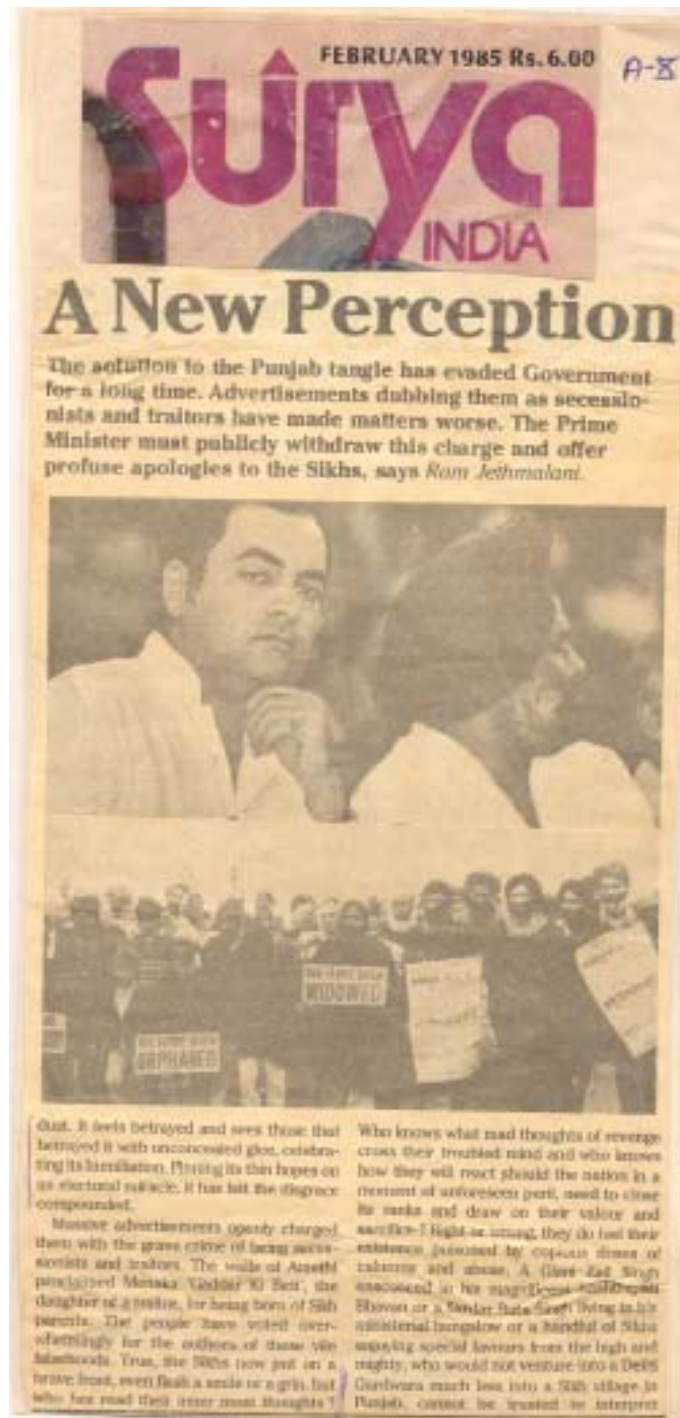 FEBRUARY 1985 Rs. 6.00
A-8
Surya
INDIA
A New Perception
The solution to the Punjab tangle has evaded Government
for a long time. Advertisements dubbing them as secessio-
nists and traitors have made matters worse. The Prime
Minister must publicly withdraw this charge and offer
profuse apologies to the Sikhs, says Ram Jethmalani.
WE HAVE BEEN
WIDOWED
WE HAVE BEEN
ORPHANED
dust. It feels betrayed and sees those that
betrayed it with unconcealed glee, celebra-
ting its humiliation. Pinning its thin hopes on
an electoral miracle, it has felt the disgrace
compounded.
Massive advertisements openly charged
them with the grave crime of being seces-
sionists and traitors. The walls of Amethi
proclaimed Menaka 'Gaddar Ki Beti', the
daughter of a traitor, for being born of Sikh
parents. The people have voted over-
whelmingly for the authors of these vile
falsehoods. True, the Sikhs now put on a
brave front, even flash a smile or a grin, but
who has read their inner most thoughts?
Who knows what mad thoughts of revenge
cross their troubled mind and who knows
how they will react should the nation in a
moment of unforeseen peril, need to close
its ranks and draw on their valour and
sacrifice? Right or wrong, they do feel their
existence poisoned by copious doses of
calumny and abuse. A Giani Zail Singh
ensconced in his magnificent Rashtrapati
Bhavan or a Buta Singh living in his
ministerial bungalow or a handful of Sikhs
enjoying special favours from the high and
mighty, who would not venture into a Delhi
Gurdwara much less into a Sikh village in
Punjab, cannot be trusted to interpret